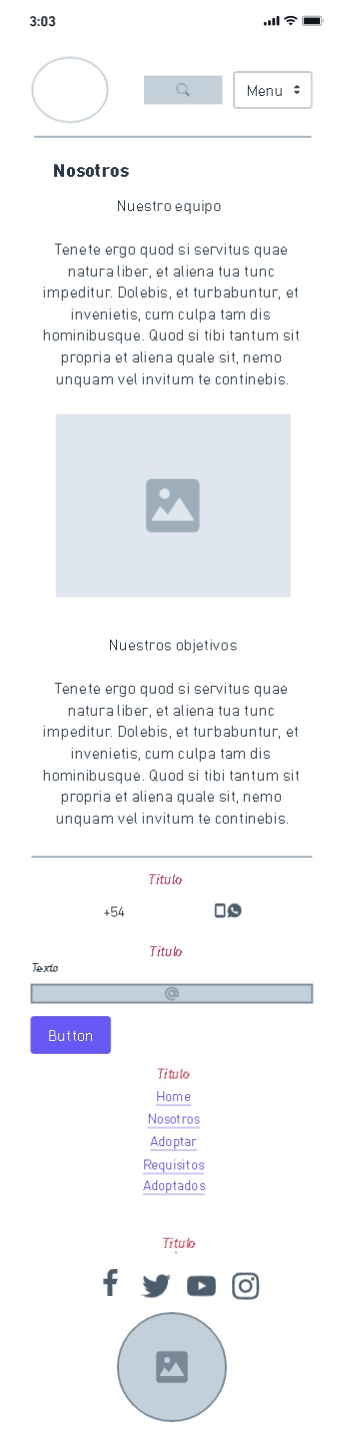 3:03
Menu
Nosotros
Nuestro equipo
Tenete ergo quod si servitus quae
natura liber, et aliena tua tunc
impeditur. Dolebis, et turbabuntur, et
invenietis, cum culpa tam dis
hominibusque. Quod si tibi tantum sit
propria et aliena quale sit, nemo
unquam vel invitum te continebis.
Nuestros objetivos
Tenete ergo quod si servitus quae
natura liber, et aliena tua tunc
impeditur. Dolebis, et turbabuntur, et
invenietis, cum culpa tam dis
hominibusque. Quod si tibi tantum sit
propria et aliena quale sit, nemo
unquam vel invitum te continebis.
Titulo
+54
Titulo
Texto
@
Button
Titulo
Home
Nosotros
Adoptar
Requisitos
Adoptados
Titulo